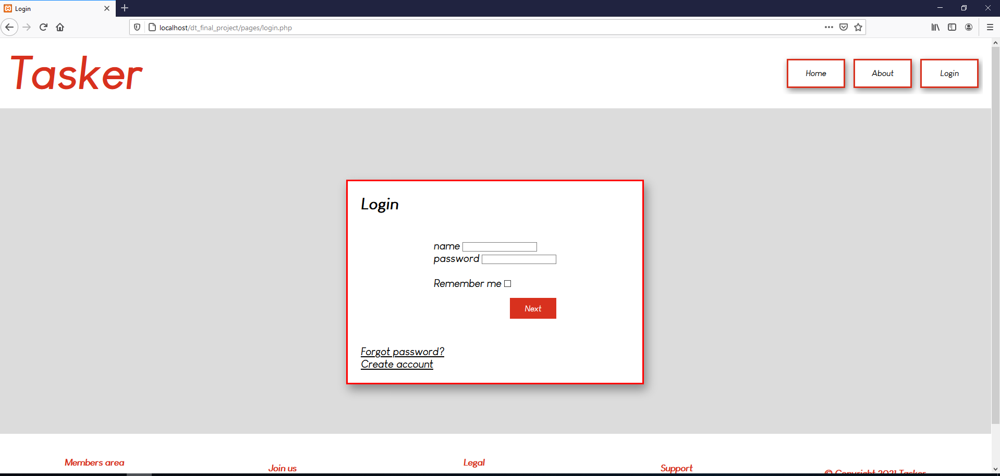 Login
localhost/dt_final_project/pages/login.php
Tasker
Home
About
Login
Login
name
password
Remember me
Next
Forgot password?
Create account
Members area
Join us
Legal
Support
© Copyright 2021 Tasker